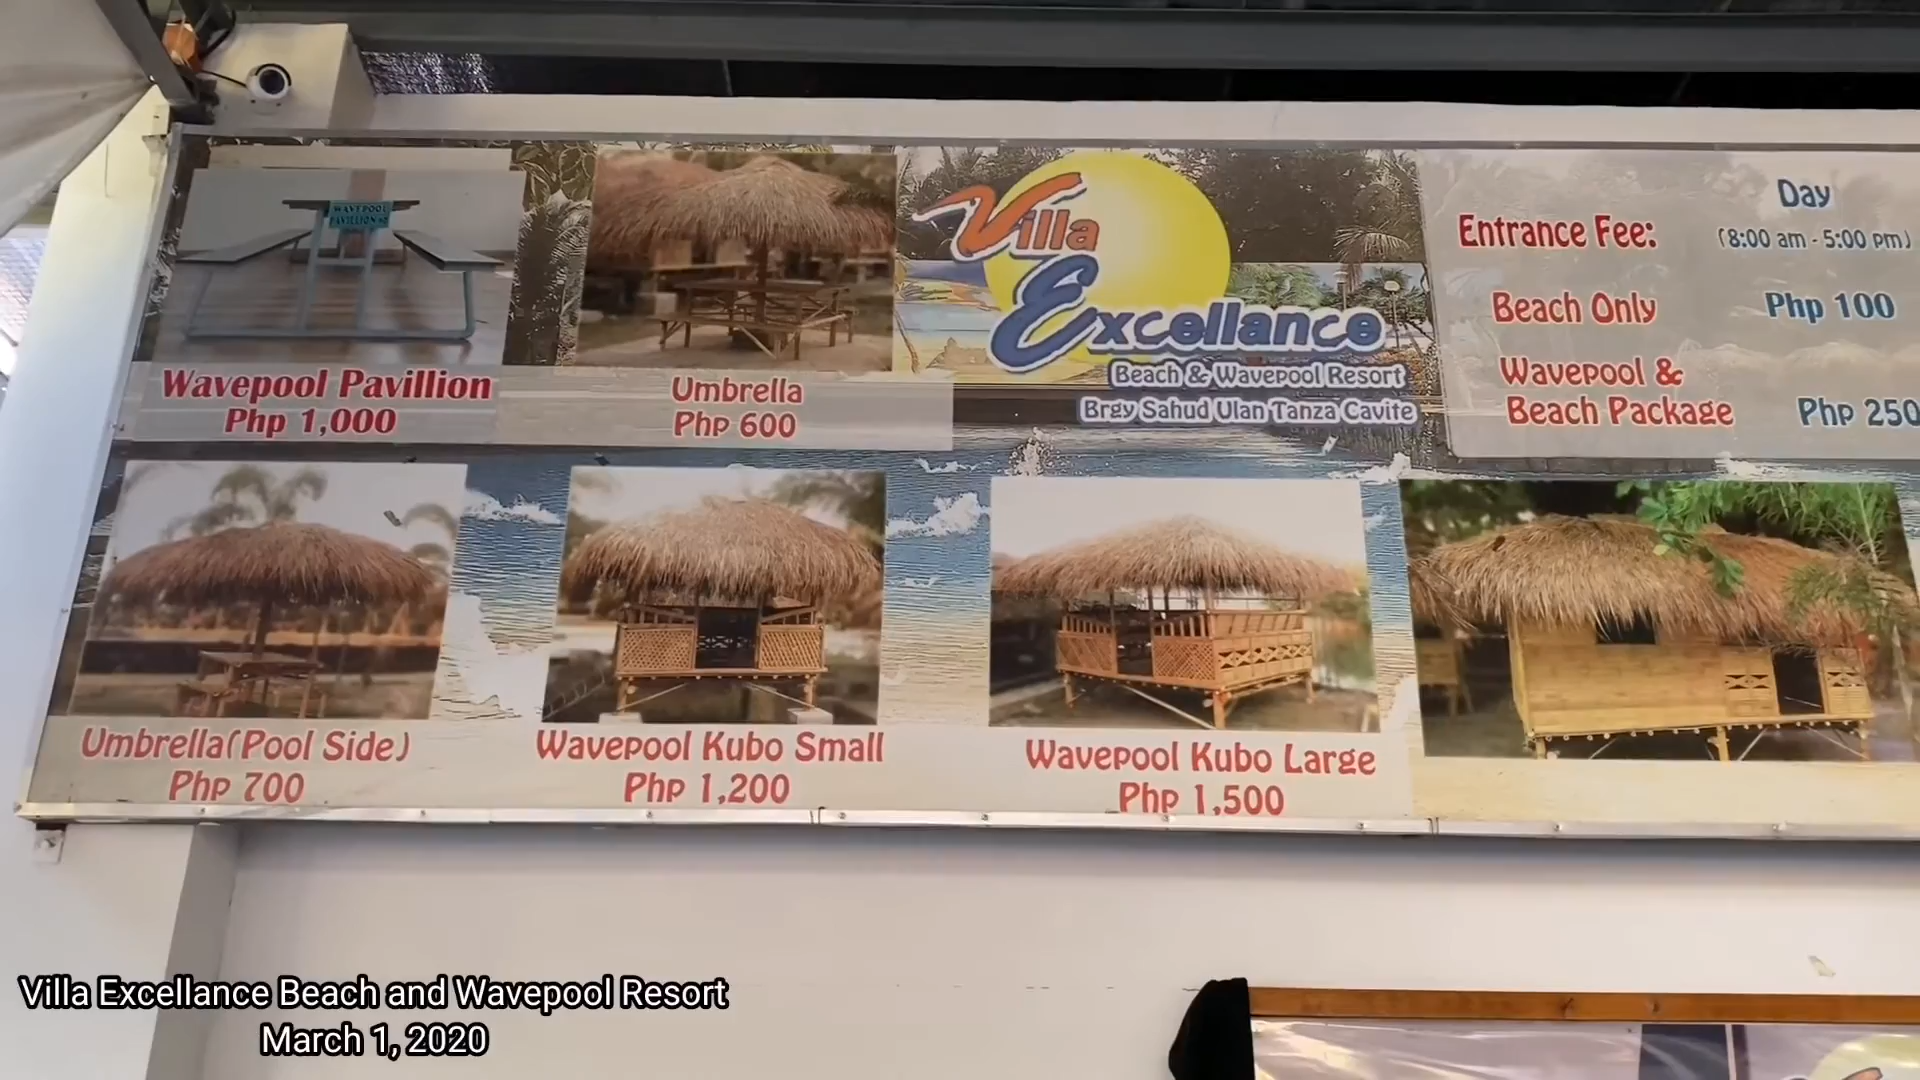 WAVEPOOL
PAVILLION
Wavepool Pavillion
Php 1,000
Umbrella
Php 600
Villa
Excellance
Beach & Wavepool Resort
Brgy Sahud Ulan Tanza Cavite
Day
Entrance Fee: (8:00 am - 5:00 pm)
Beach Only Php 100
Wavepool &
Beach Package Php 250
Umbrella(Pool Side)
Php 700
Wavepool Kubo Small
Php 1,200
Wavepool Kubo Large
Php 1,500
Villa Excellance Beach and Wavepool Resort
March 1, 2020